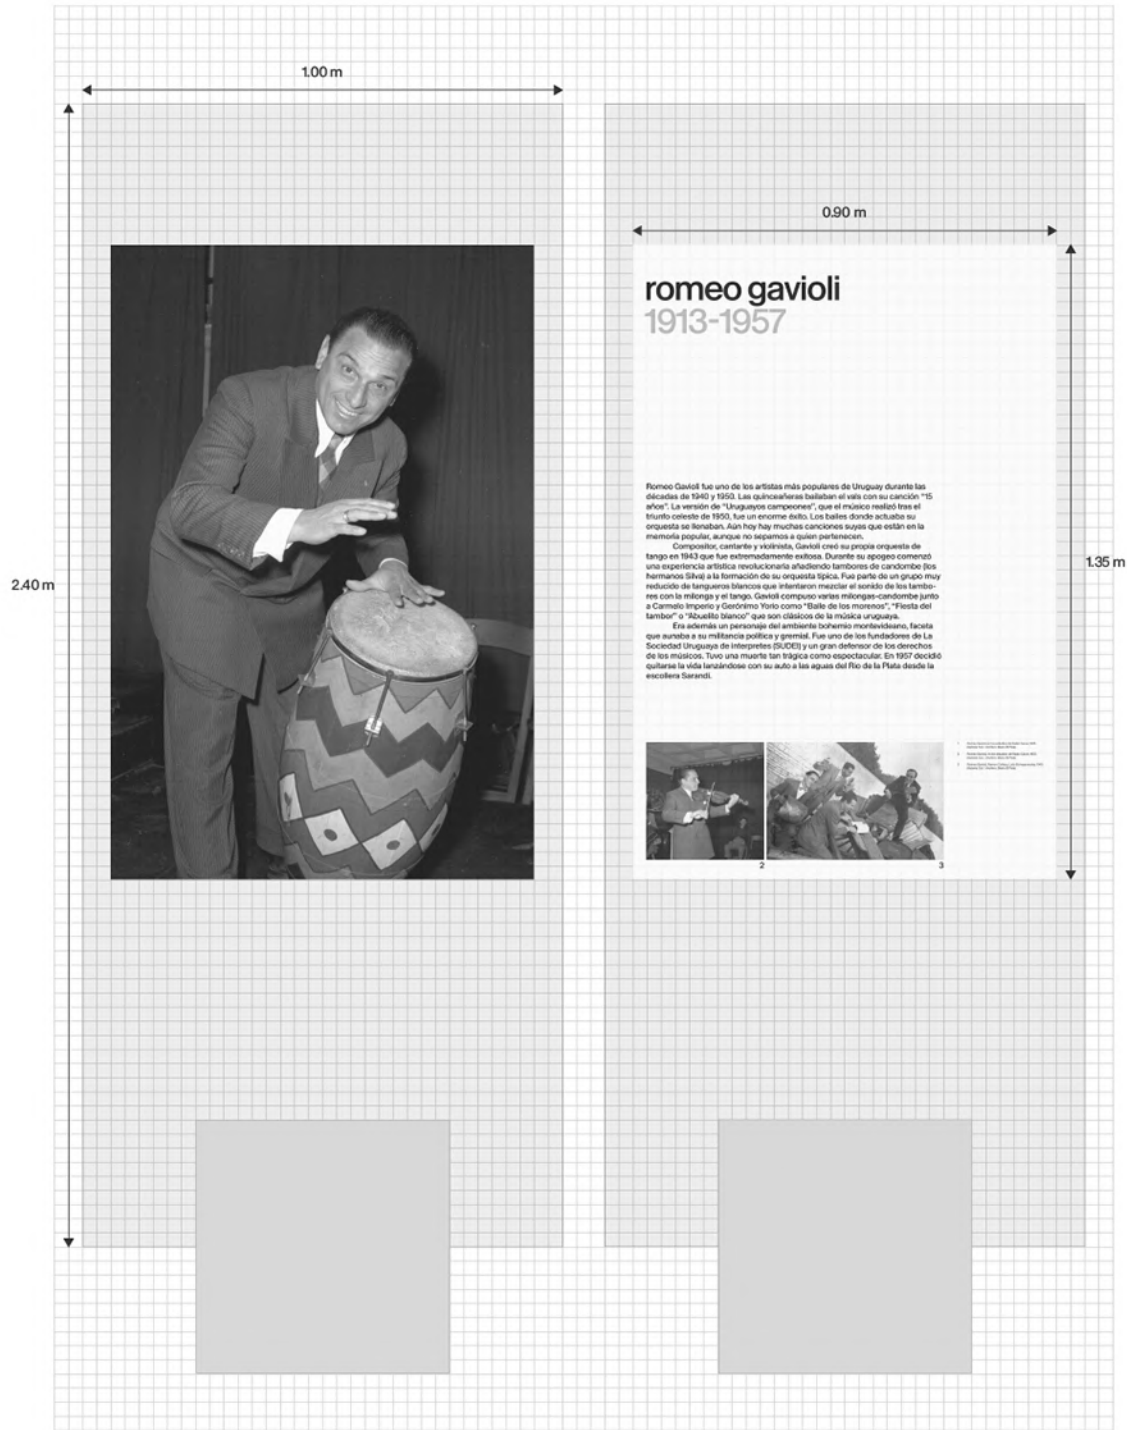 1.00 m
0.90 m
2.40 m
1.35 m
romeo gavioli
1913-1957
Romeo Gavioli fue uno de los artistas más populares de Uruguay durante las
décadas de 1940 y 1950. Las quinceañeras bailaban el vals con su canción “15
años”. La versión de “Uruguayos campeones”, que el músico realizó tras el
triunfo celeste de 1950, fue un enorme éxito. Los bailes donde actuaba su
orquesta se llenaban. Aún hoy hay muchas canciones suyas que están en la
memoria popular, aunque no sepamos a quien pertenecen.
Compositor, cantante y violinista, Gavioli creó su propia orquesta de
tango en 1943 que fue extremadamente exitosa. Durante su apogeo comenzó
una experiencia artística revolucionaria añadiendo tambores de candombe (los
hermanos Silva) a la formación de su orquesta típica. Fue parte de un grupo muy
reducido de tangueros blancos que intentaron mezclar el sonido de los tambo-
res con la milonga y el tango. Gavioli compuso varias milongas-candombe junto
a Carmelo Imperio y Gerónimo Yorio como “Baile de los morenos”, “Fiesta del
tambor” o “Abuelito blanco” que son clásicos de la música uruguaya.
Era además un personaje del ambiente bohemio montevideano, faceta
que aunaba a su militancia política y gremial. Fue uno de los fundadores de La
Sociedad Uruguaya de interpretes (SUDEI) y un gran defensor de los derechos
de los músicos. Tuvo una muerte tan trágica como espectacular. En 1957 decidió
quitarse la vida lanzándose con su auto a las aguas del Río de la Plata desde la
escollera Sarandí.
2
3